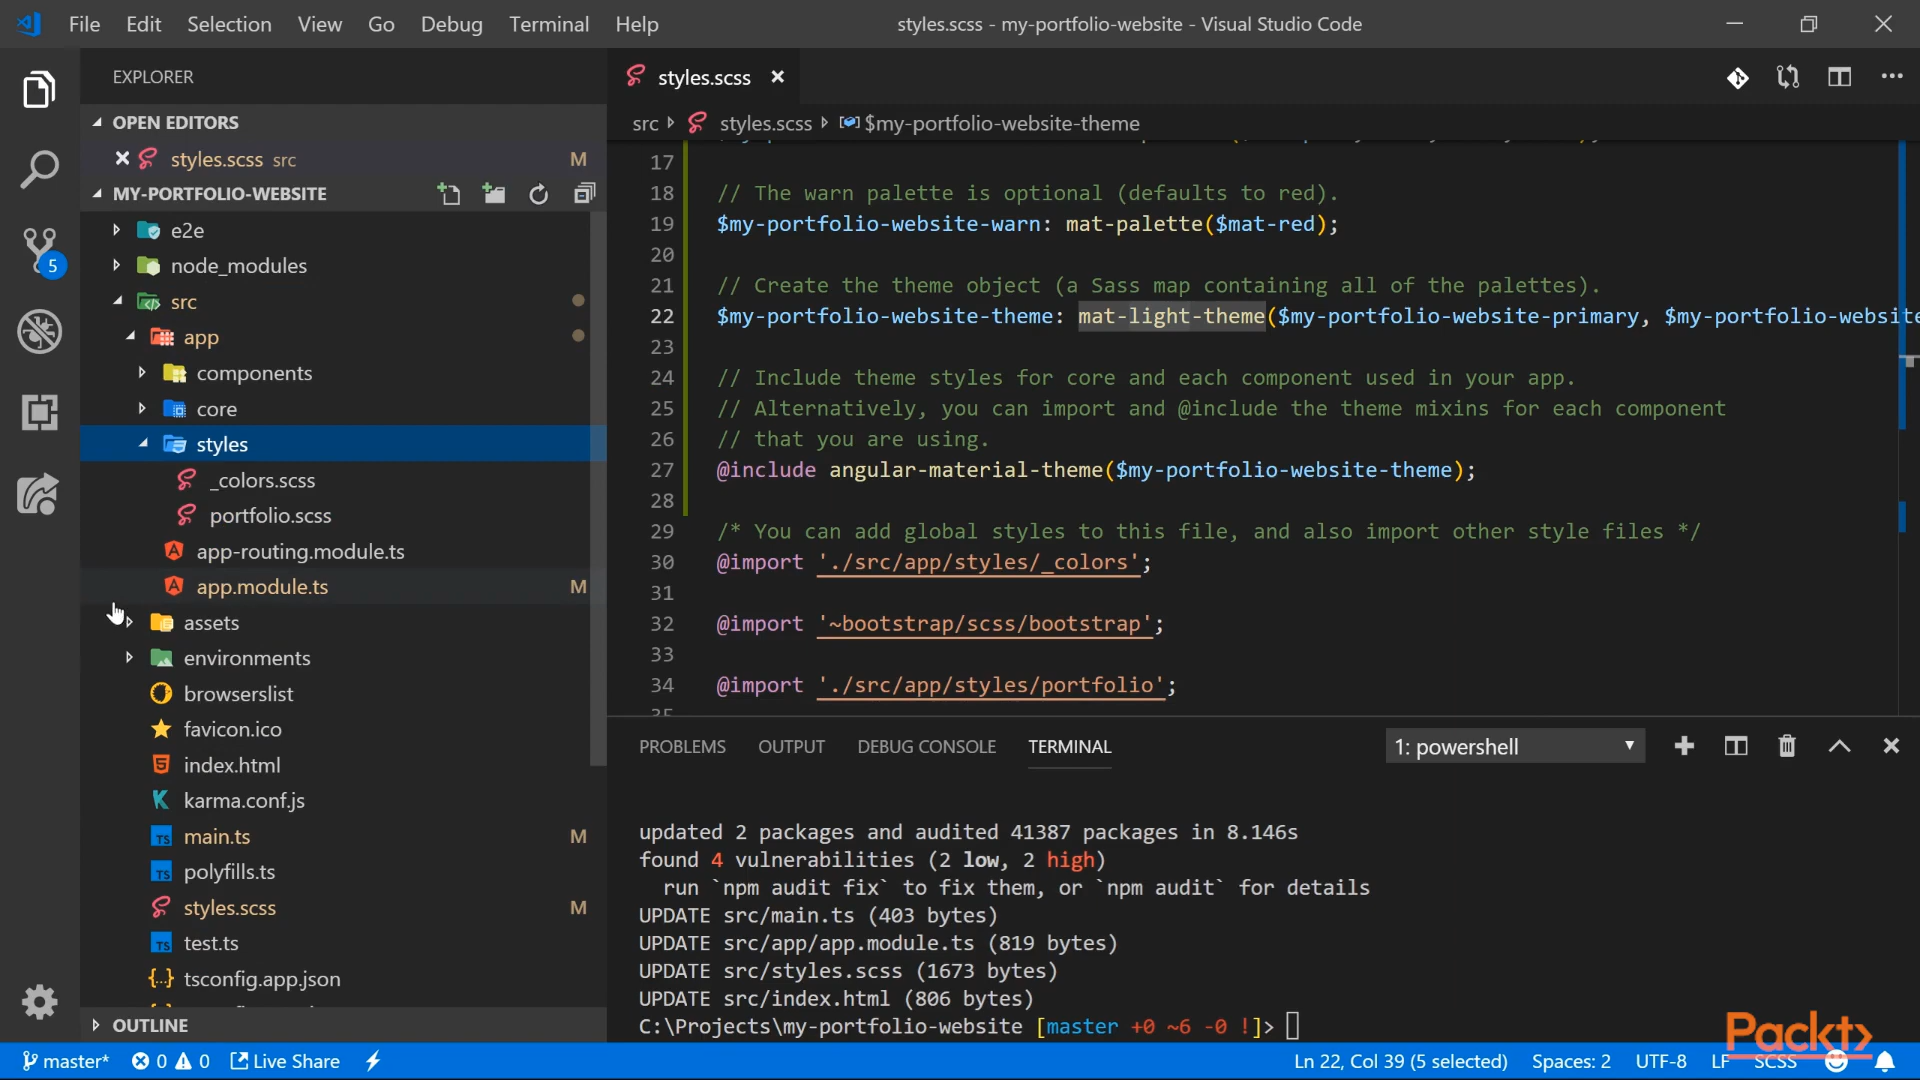 File Edit Selection View Go Debug Terminal Help
styles.scss - my-portfolio-website - Visual Studio Code
EXPLORER
OPEN EDITORS
styles.scss src M
MY-PORTFOLIO-WEBSITE
e2e
node_modules
src
app
components
core
styles
_colors.scss
portfolio.scss
app-routing.module.ts
app.module.ts M
assets
environments
browserslist
favicon.ico
index.html
karma.conf.js
main.ts M
polyfills.ts
styles.scss M
test.ts
tsconfig.app.json
OUTLINE
5
styles.scss
src styles.scss $my-portfolio-website-theme
17
18 // The warn palette is optional (defaults to red).
19 $my-portfolio-website-warn: mat-palette($mat-red);
20
21 // Create the theme object (a Sass map containing all of the palettes).
22 $my-portfolio-website-theme: mat-light-theme($my-portfolio-website-primary, $my-portfolio-website
23
24 // Include theme styles for core and each component used in your app.
25 // Alternatively, you can import and @include the theme mixins for each component
26 // that you are using.
27 @include angular-material-theme($my-portfolio-website-theme);
28
29 /* You can add global styles to this file, and also import other style files */
30 @import './src/app/styles/_colors';
31
32 @import '~bootstrap/scss/bootstrap';
33
34 @import './src/app/styles/portfolio';
35
PROBLEMS OUTPUT DEBUG CONSOLE TERMINAL
1: powershell
updated 2 packages and audited 41387 packages in 8.146s
found 4 vulnerabilities (2 low, 2 high)
run `npm audit fix` to fix them, or `npm audit` for details
UPDATE src/main.ts (403 bytes)
UPDATE src/app/app.module.ts (819 bytes)
UPDATE src/styles.scss (1673 bytes)
UPDATE src/index.html (806 bytes)
C:\Projects\my-portfolio-website [master +0 ~6 -0 !]>
Packt>
master* 0 0 Live Share
Ln 22, Col 39 (5 selected) Spaces: 2 UTF-8 LF SCSS